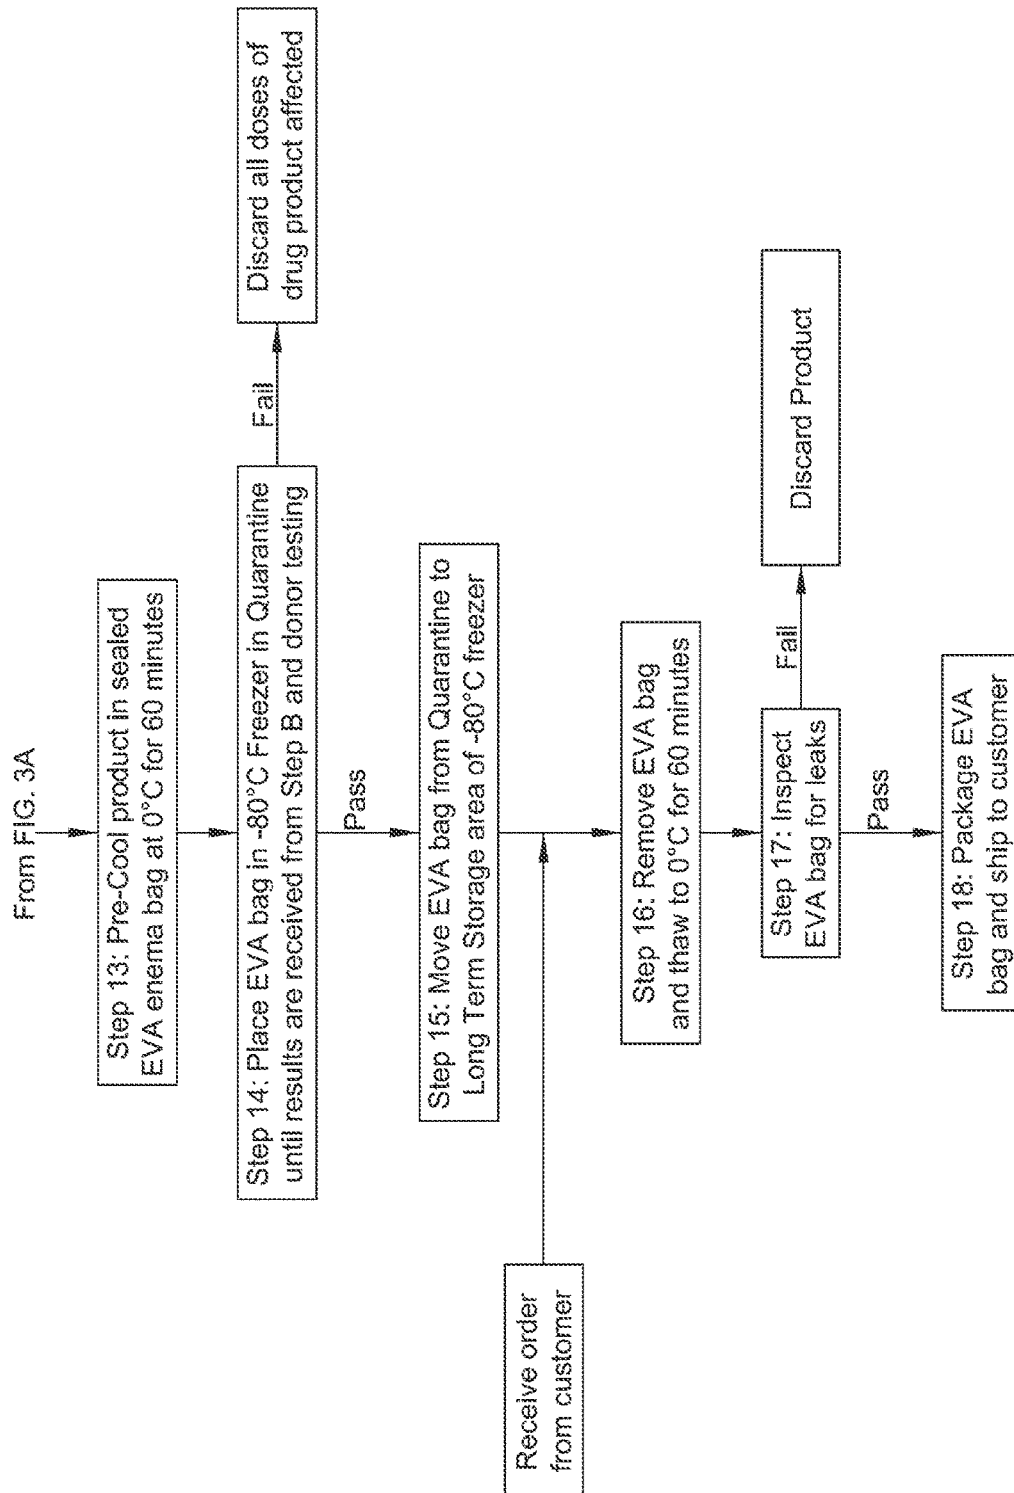 From FIG. 3A
Step 13: Pre-Cool product in sealed
EVA enema bag at 0°C for 60 minutes
Step 14: Place EVA bag in -80°C Freezer in Quarantine
until results are received from Step B and donor testing
Fail
Discard all doses of
drug product affected
Pass
Step 15: Move EVA bag from Quarantine to
Long Term Storage area of -80°C freezer
Receive order
from customer
Step 16: Remove EVA bag
and thaw to 0°C for 60 minutes
Step 17: Inspect
EVA bag for leaks
Fail
Discard Product
Pass
Step 18: Package EVA
bag and ship to customer